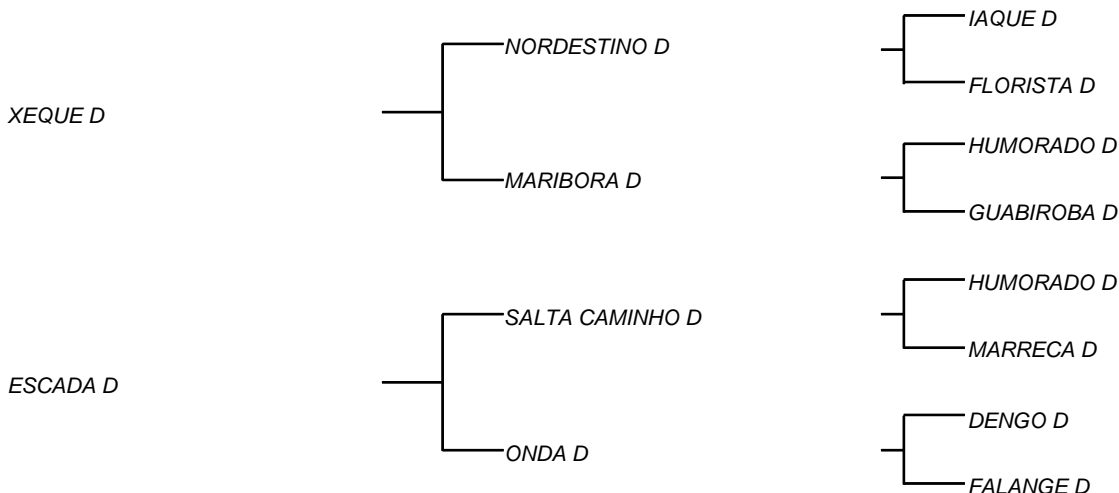 XEQUE D
NORDESTINO D
IAQUE D
FLORISTA D
MARIBORA D
HUMORADO D
GUABIROBA D
ESCADA D
SALTA CAMINHO D
HUMORADO D
MARRECA D
ONDA D
DENGO D
FALANGE D